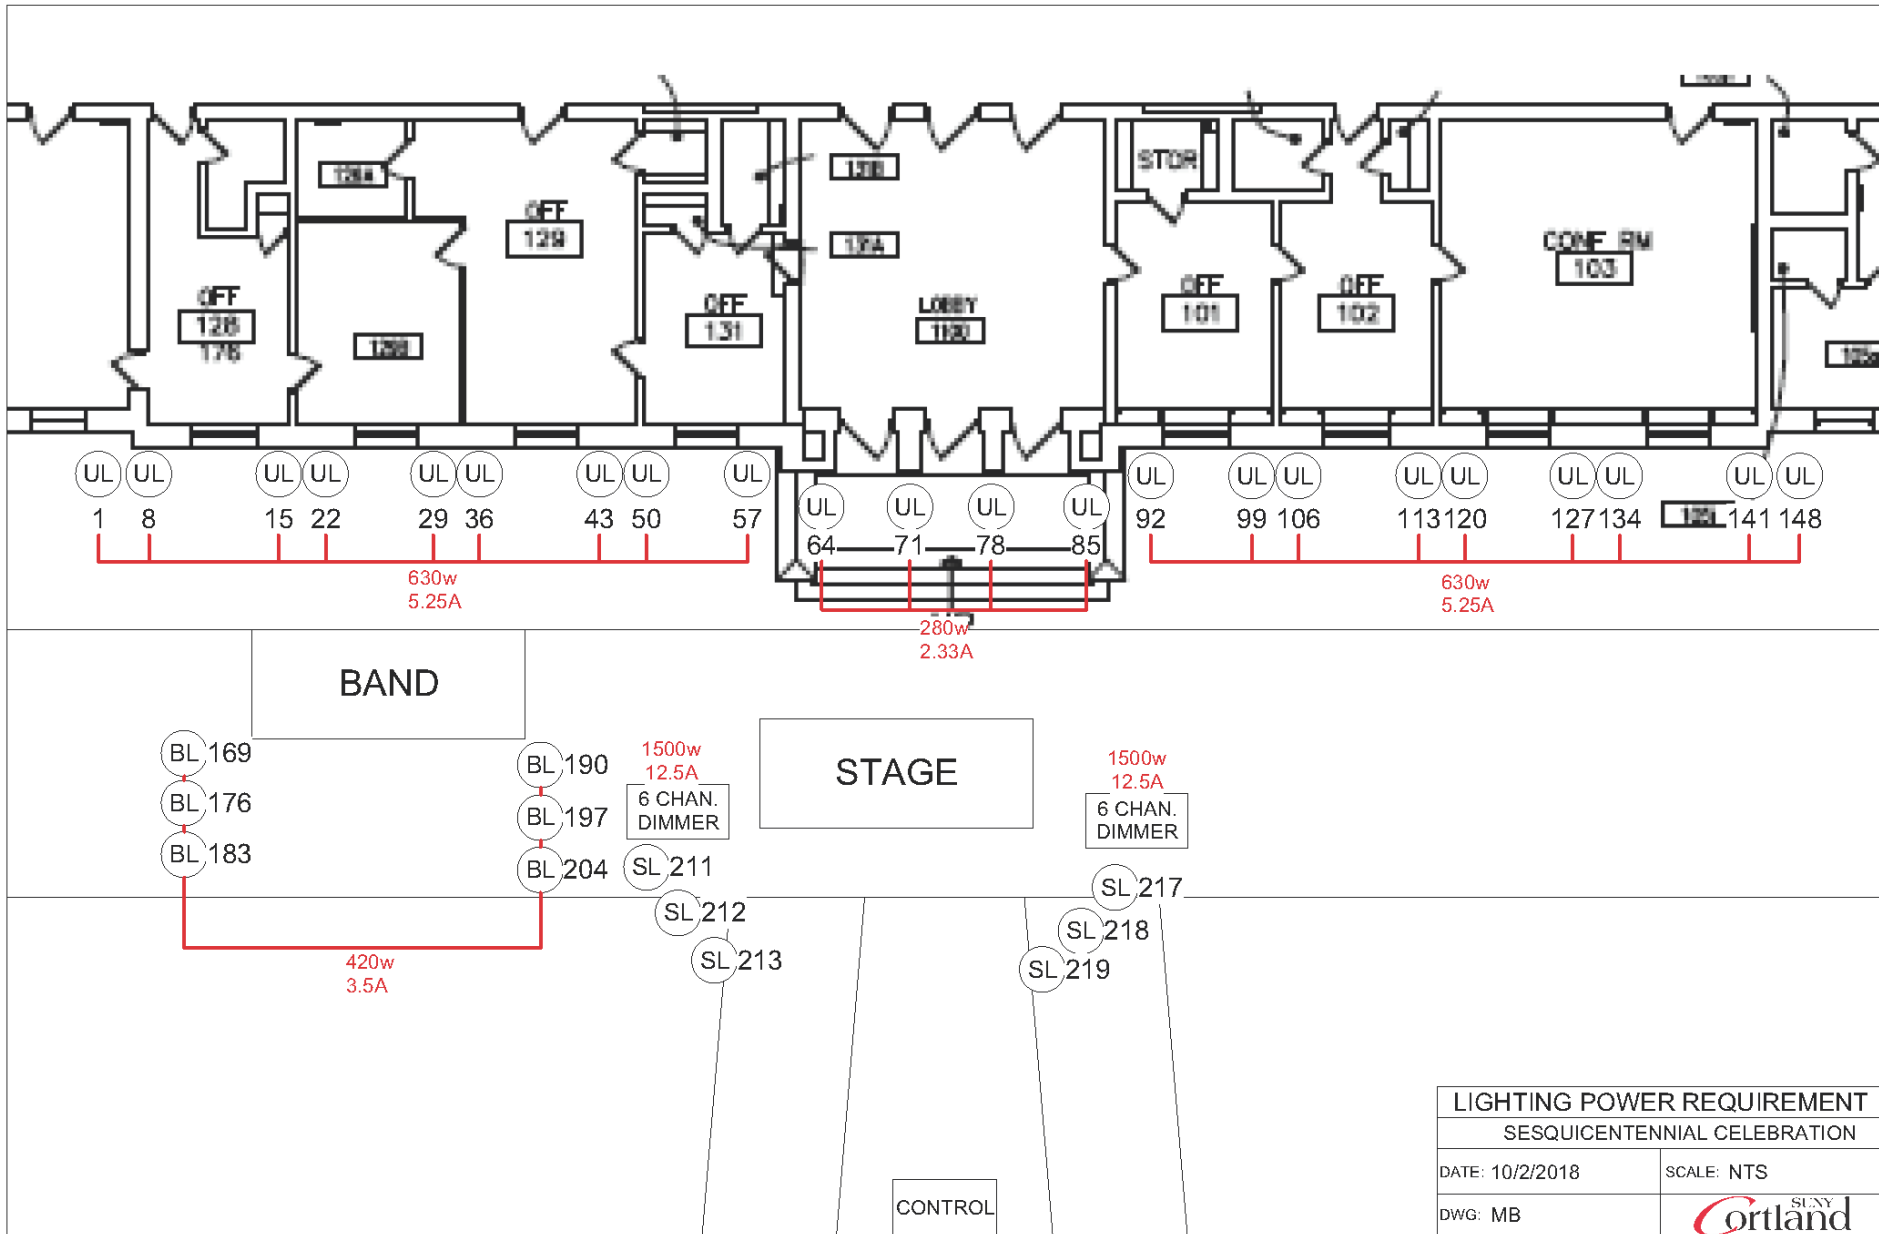 STOR
129A
131B
OFF
129
131A
CONF RM
103
OFF
128
176
129B
OFF
131
LOBBY
1100
OFF
101
OFF
102
UL UL UL UL UL UL UL UL UL UL UL UL UL UL UL UL UL UL
1 8 15 22 29 36 43 50 57 92 99 106 113 120 127 134 141 148
UL UL UL UL
64 71 78 85
630w
5.25A
630w
5.25A
280w
2.33A
BAND
STAGE
BL 169
BL 176
BL 183
BL 190
BL 197
BL 204
420w
3.5A
1500w
12.5A
6 CHAN.
DIMMER
SL 211
SL 212
SL 213
1500w
12.5A
6 CHAN.
DIMMER
SL 217
SL 218
SL 219
CONTROL
LIGHTING POWER REQUIREMENT
SESQUICENTENNIAL CELEBRATION
DATE: 10/2/2018
SCALE: NTS
DWG: MB
SUNY
Cortland